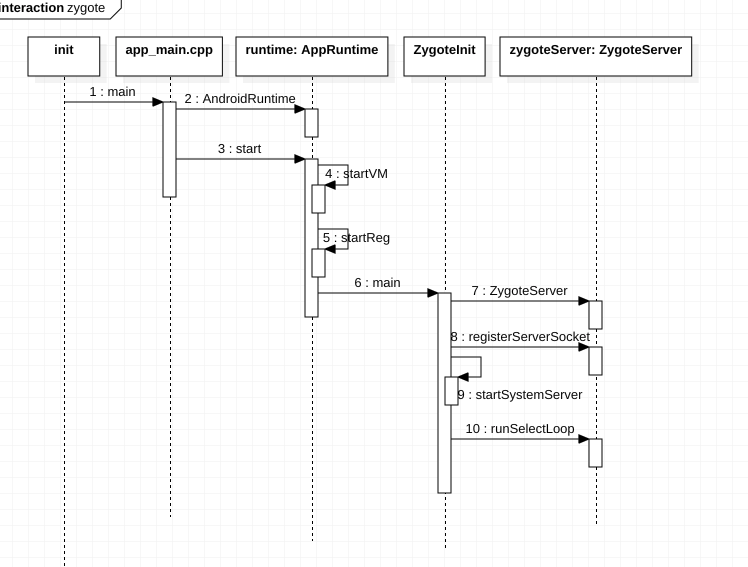 interaction zygote
init
app_main.cpp
runtime: AppRuntime
ZygoteInit
zygoteServer: ZygoteServer
1 : main
2 : AndroidRuntime
3 : start
4 : startVM
5 : startReg
6 : main
7 : ZygoteServer
8 : registerServerSocket
9 : startSystemServer
10 : runSelectLoop